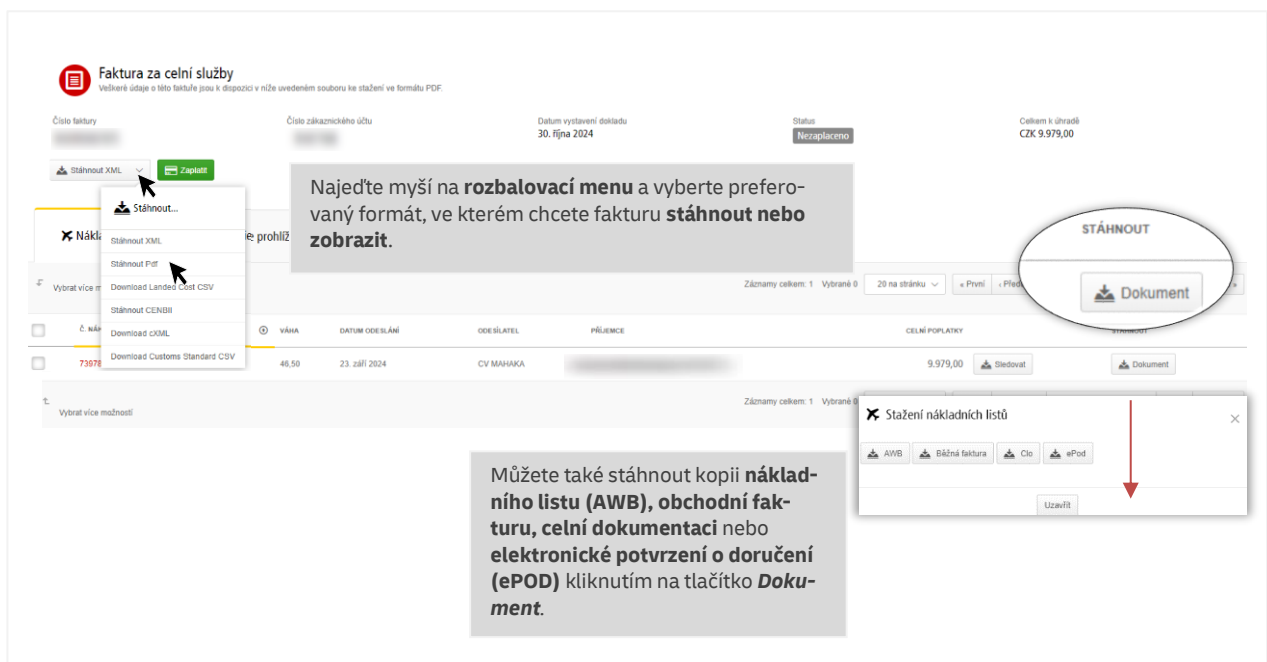 Faktura za celní služby
Veškeré údaje o této faktuře jsou k dispozici v níže uvedeném souboru ke stažení ve formátu PDF.
Číslo faktury
Číslo zákaznického účtu
Datum vystavení dokladu
Status
Celkem k úhradě
30. října 2024
Nezaplaceno
CZK 9.979,00
Stáhnout XML
Zaplatit
Stáhnout...
Stáhnout XML
Stáhnout Pdf
Download Landed Cost CSV
Stáhnout CENBII
Download cXML
Download Customs Standard CSV
Najeďte myší na rozbalovací menu a vyberte prefero-
vaný formát, ve kterém chcete fakturu stáhnout nebo
zobrazit.
STÁHNOUT
Dokument
Vybrat více
Záznamy celkem: 1 Vybrané 0 20 na stránku « První
VÁHA DATUM ODESLÁNÍ ODESÍLATEL PŘÍJEMCE CELNÍ POPLATKY STÁHNOUT
73978
46,50 23. září 2024 CV MAHAKA 9.979,00 Sledovat Dokument
Vybrat více možností
Záznamy celkem: 1 Vybrané 0
Stažení nákladních listů
AWB Běžná faktura Clo ePod
Uzavřít
Můžete také stáhnout kopii náklad-
ního listu (AWB), obchodní fak-
turu, celní dokumentaci nebo
elektronické potvrzení o doručení
(ePOD) kliknutím na tlačítko Doku-
ment.